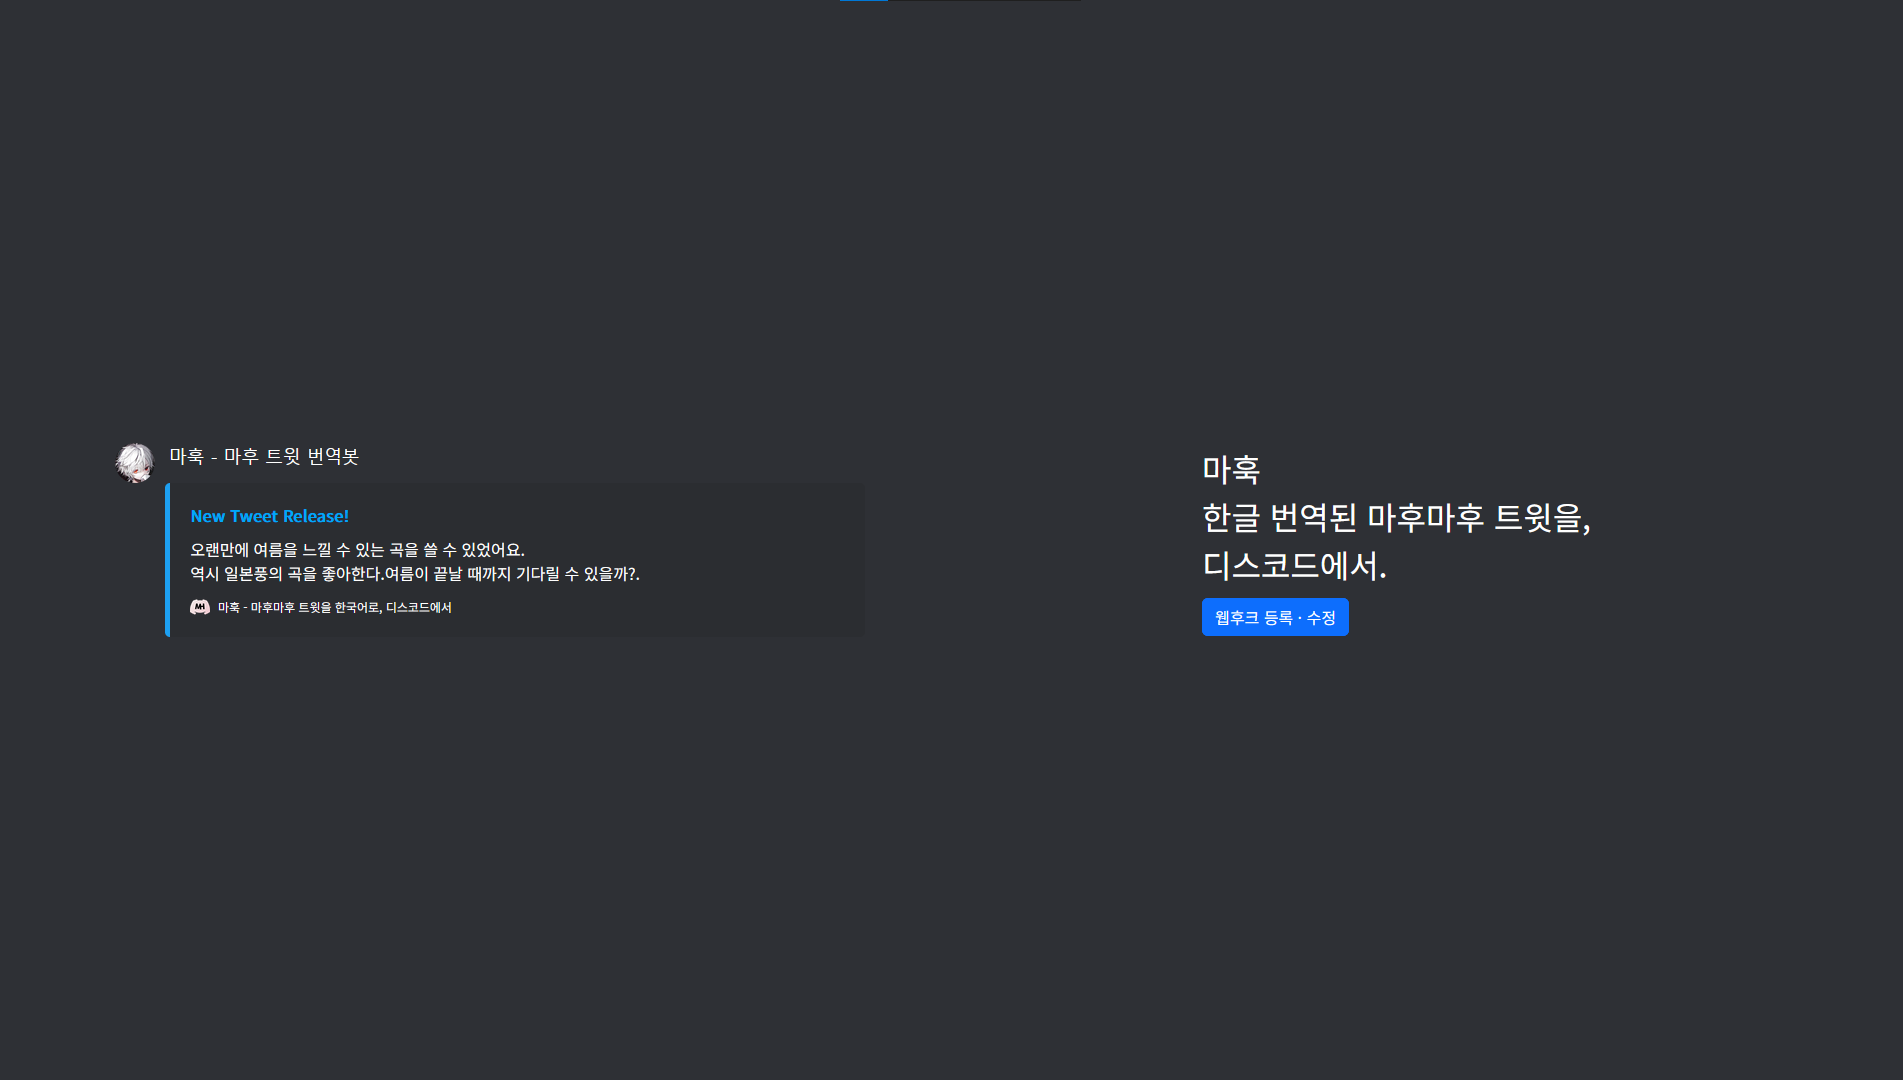 마훅 - 마후 트윗 번역봇
New Tweet Release!
오랜만에 여름을 느낄 수 있는 곡을 쓸 수 있었어요.
역시 일본풍의 곡을 좋아한다.여름이 끝날 때까지 기다릴 수 있을까?.
MH 마훅 - 마후마후 트윗을 한국어로, 디스코드에서
마훅
한글 번역된 마후마후 트윗을,
디스코드에서.
웹후크 등록 · 수정